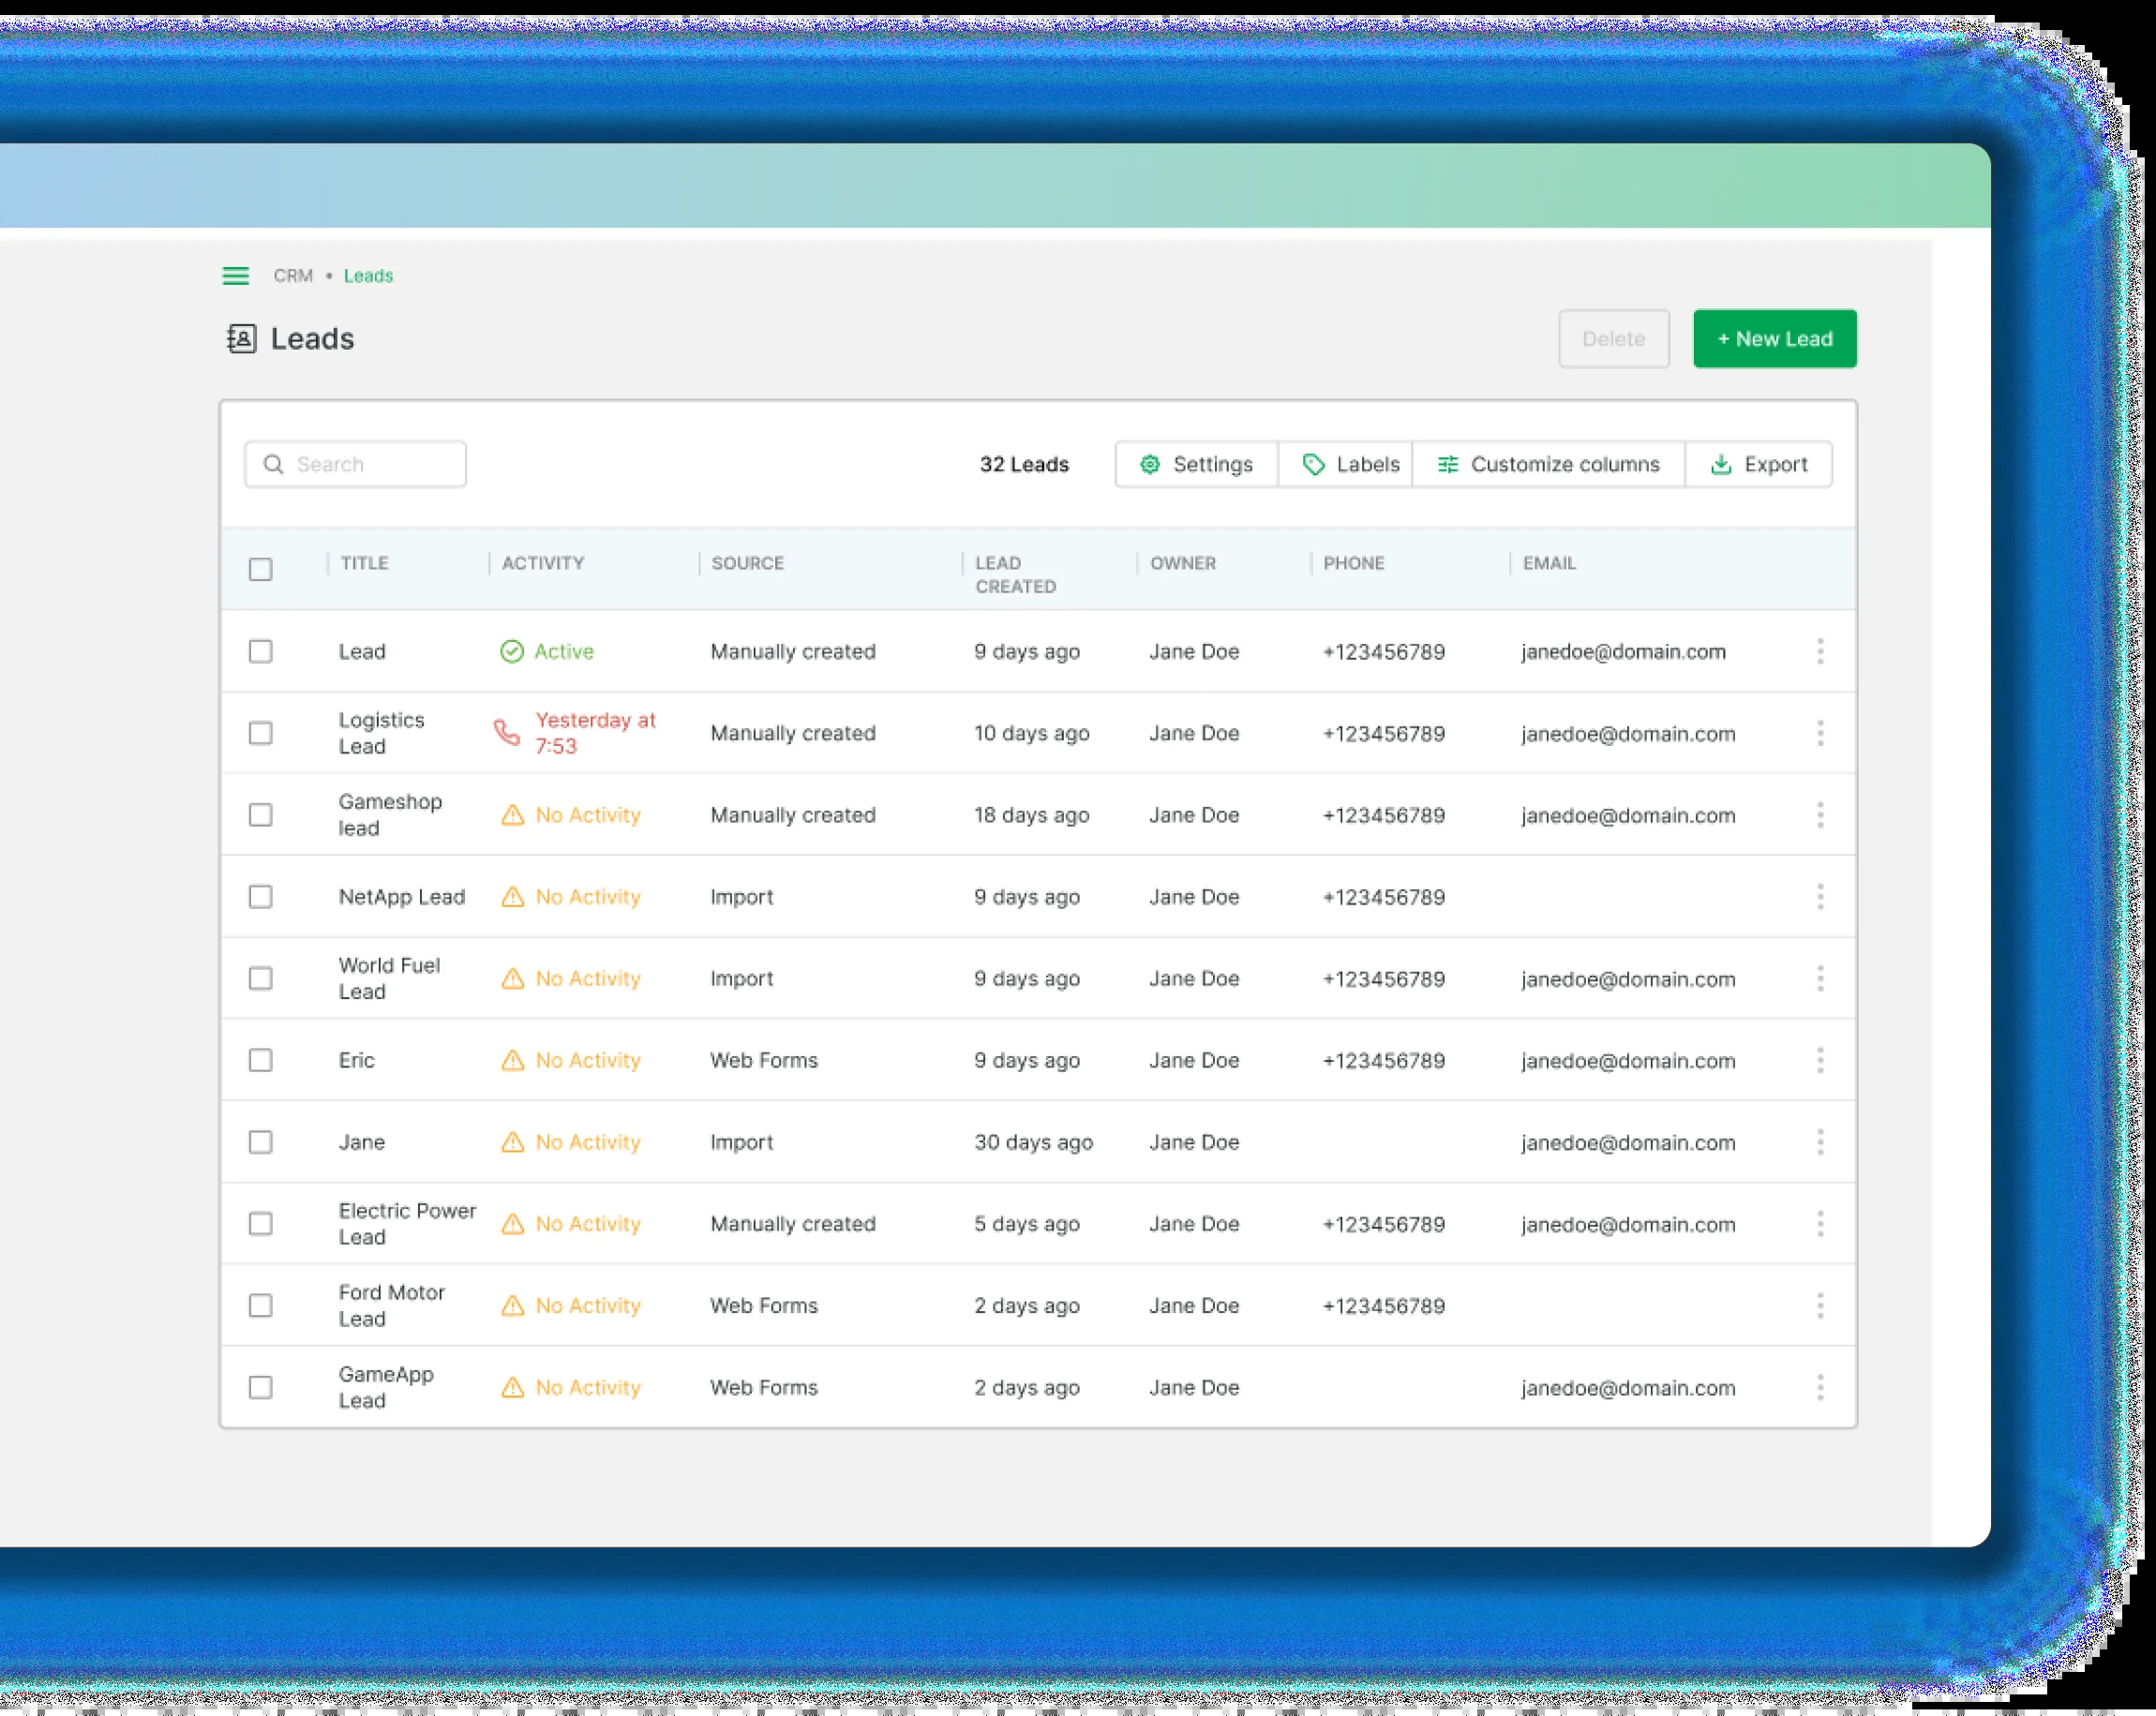 CRM • Leads
Leads
Delete
+ New Lead
Search
32 Leads
Settings
Labels
Customize columns
Export
TITLE ACTIVITY SOURCE LEAD CREATED OWNER PHONE EMAIL
Lead Active Manually created 9 days ago Jane Doe +123456789 janedoe@domain.com
Logistics Lead Yesterday at 7:53 Manually created 10 days ago Jane Doe +123456789 janedoe@domain.com
Gameshop lead No Activity Manually created 18 days ago Jane Doe +123456789 janedoe@domain.com
NetApp Lead No Activity Import 9 days ago Jane Doe +123456789
World Fuel Lead No Activity Import 9 days ago Jane Doe +123456789 janedoe@domain.com
Eric No Activity Web Forms 9 days ago Jane Doe +123456789 janedoe@domain.com
Jane No Activity Import 30 days ago Jane Doe janedoe@domain.com
Electric Power Lead No Activity Manually created 5 days ago Jane Doe +123456789 janedoe@domain.com
Ford Motor Lead No Activity Web Forms 2 days ago Jane Doe +123456789
GameApp Lead No Activity Web Forms 2 days ago Jane Doe janedoe@domain.com